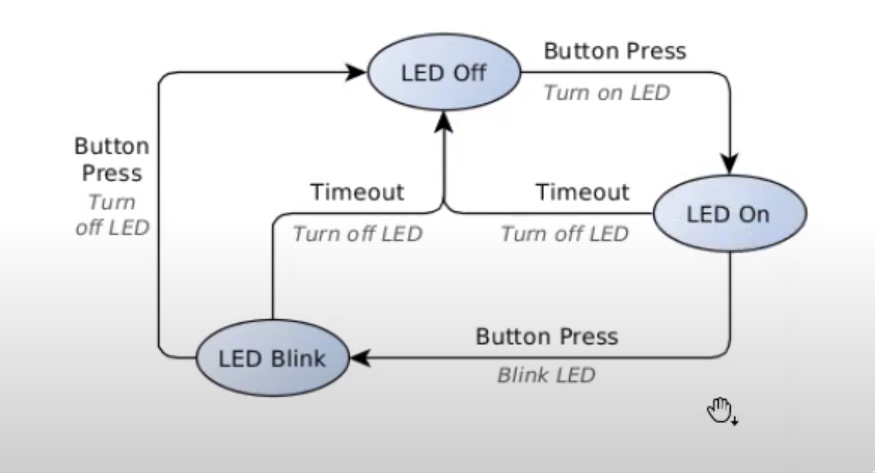 LED Off
Button Press
Turn on LED
Button
Press
Turn
off LED
Timeout
Turn off LED
Timeout
Turn off LED
LED On
LED Blink
Button Press
Blink LED